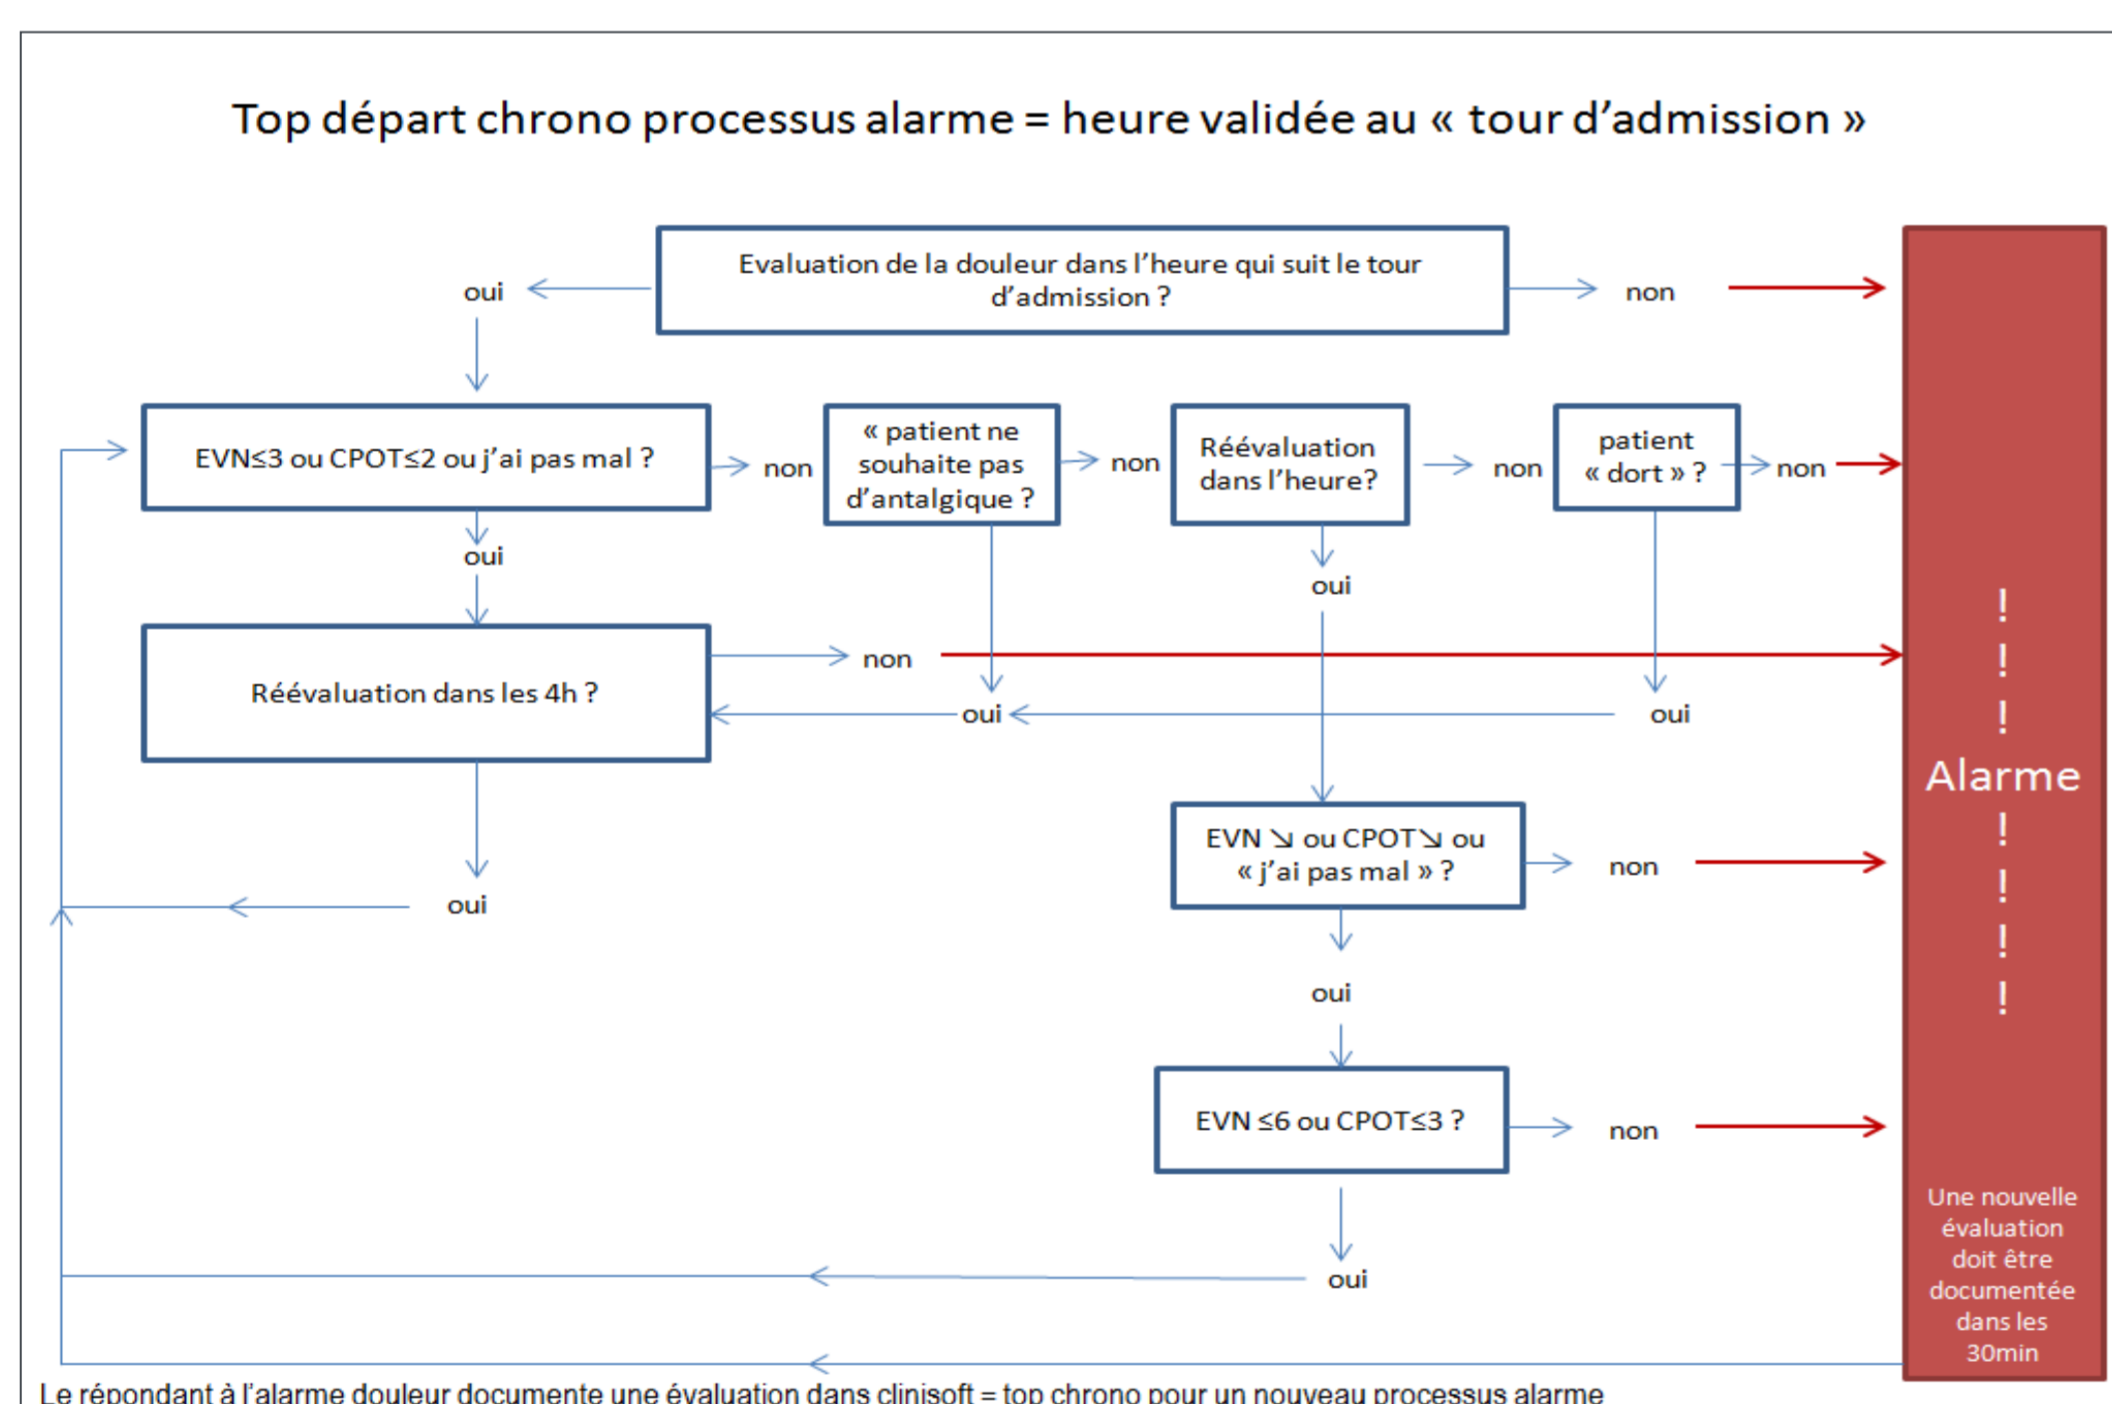 Top départ chrono processus alarme = heure validée au « tour d’admission »
Evaluation de la douleur dans l’heure qui suit le tour
d’admission ?
oui
non
EVN≤3 ou CPOT≤2 ou j’ai pas mal ?
non
« patient ne
souhaite pas
d’antalgique ?
non
Réévaluation
dans l’heure?
non
patient
« dort » ?
non
oui
oui
Réévaluation dans les 4h ?
non
oui
oui
EVN ↘ ou CPOT↘ ou
« j’ai pas mal » ?
non
oui
oui
EVN ≤6 ou CPOT≤3 ?
non
oui
!
!
!
Alarme
!
!
!
!
Une nouvelle
évaluation
doit être
documentée
dans les
30min
Le répondant à l’alarme douleur documente une évaluation dans clinisoft = top chrono pour un nouveau processus alarme